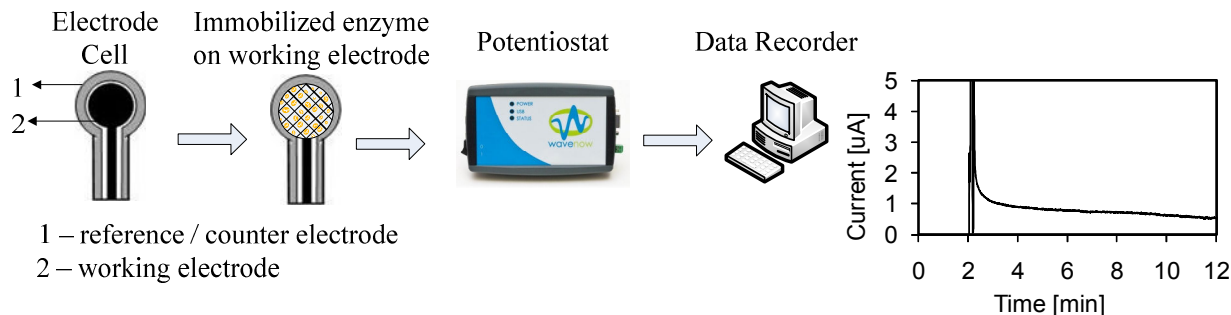 Electrode
Cell
Immobilized enzyme
on working electrode
Potentiostat
Data Recorder
1
2
POWER
USB
STATUS
wavenow
1 – reference / counter electrode
2 – working electrode
Current [uA]
5
4
3
2
1
0
0 2 4 6 8 10 12
Time [min]